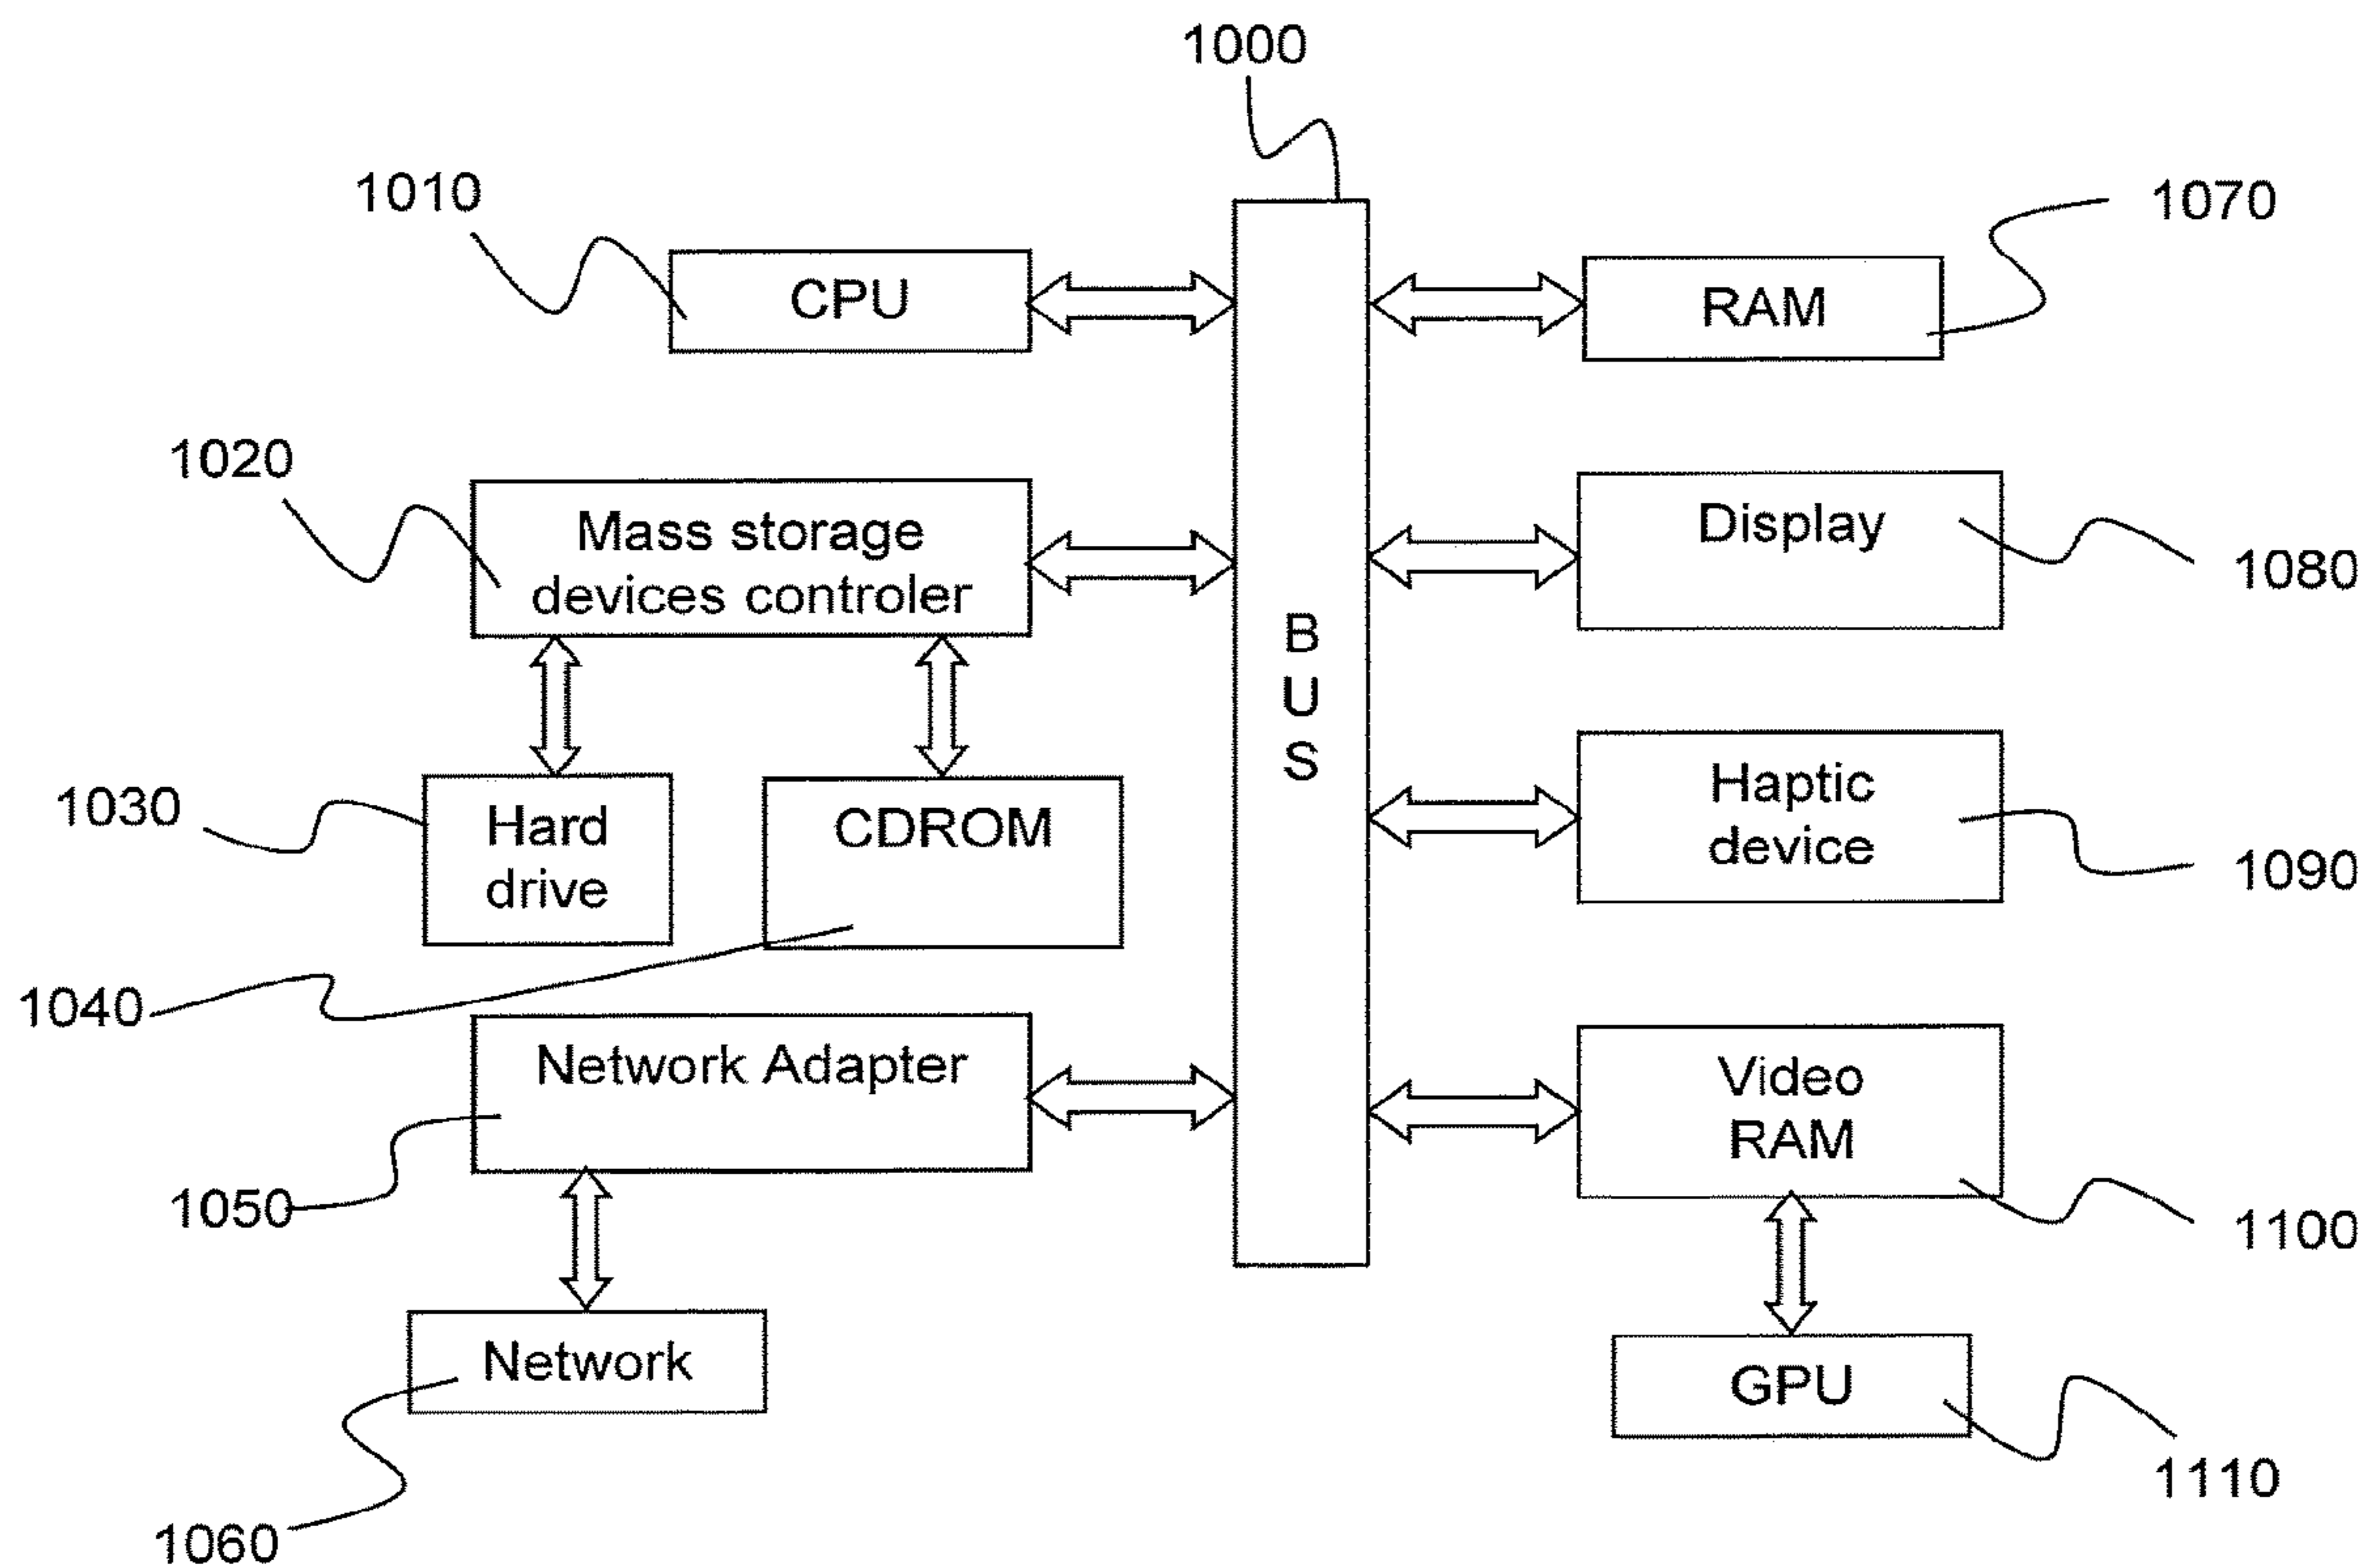 1000
1010
CPU
1070
RAM
1020
Mass storage
devices controler
Display
1080
B
U
S
1030
Hard
drive
CDROM
Haptic
device
1090
1040
Network Adapter
1050
Video
RAM
1100
Network
1060
GPU
1110